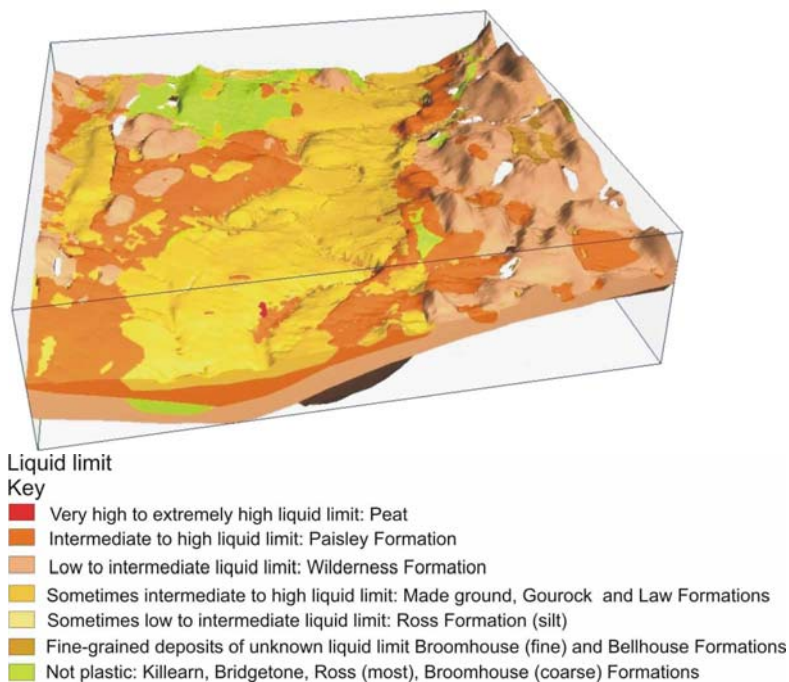 Liquid limit
Key
Very high to extremely high liquid limit: Peat
Intermediate to high liquid limit: Paisley Formation
Low to intermediate liquid limit: Wilderness Formation
Sometimes intermediate to high liquid limit: Made ground, Gourock and Law Formations
Sometimes low to intermediate liquid limit: Ross Formation (silt)
Fine-grained deposits of unknown liquid limit Broomhouse (fine) and Bellhouse Formations
Not plastic: Killearn, Bridgetone, Ross (most), Broomhouse (coarse) Formations